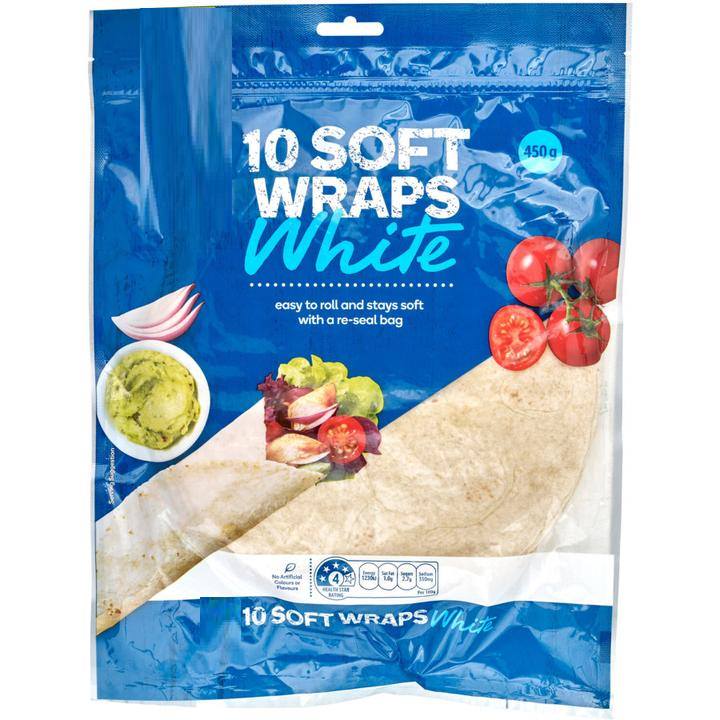 10 SOFT
WRAPS
White
450 g
easy to roll and stays soft
with a re-seal bag
Serving Suggestion
No Artificial
Colours or
Flavours
4
HEALTH STAR
RATING
Energy
1230kJ
Sat Fat
1.0g
Sugars
2.7g
Sodium
550mg
Per 100g
10 SOFT WRAPS White